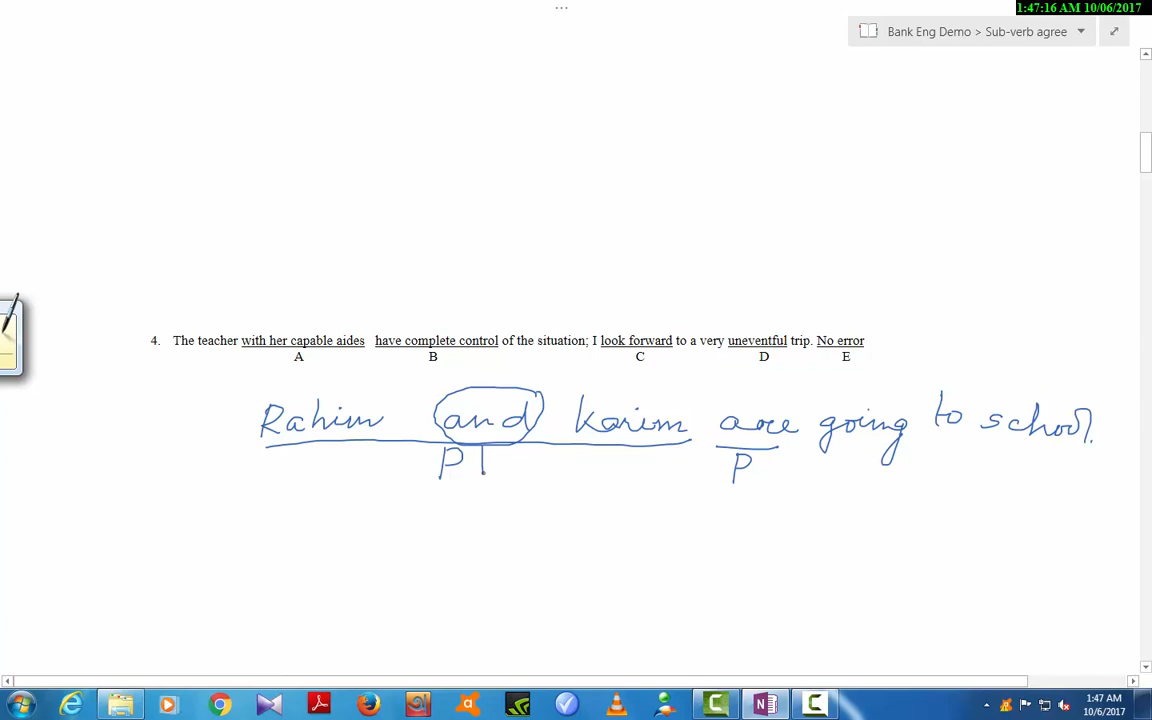 1:47:16 AM 10/06/2017
Bank Eng Demo > Sub-verb agree
4. The teacher with her capable aides have complete control of the situation; I look forward to a very uneventful trip. No error
A B C D E
Rahim and karim are going to school.
P l P
1:47 AM
10/6/2017